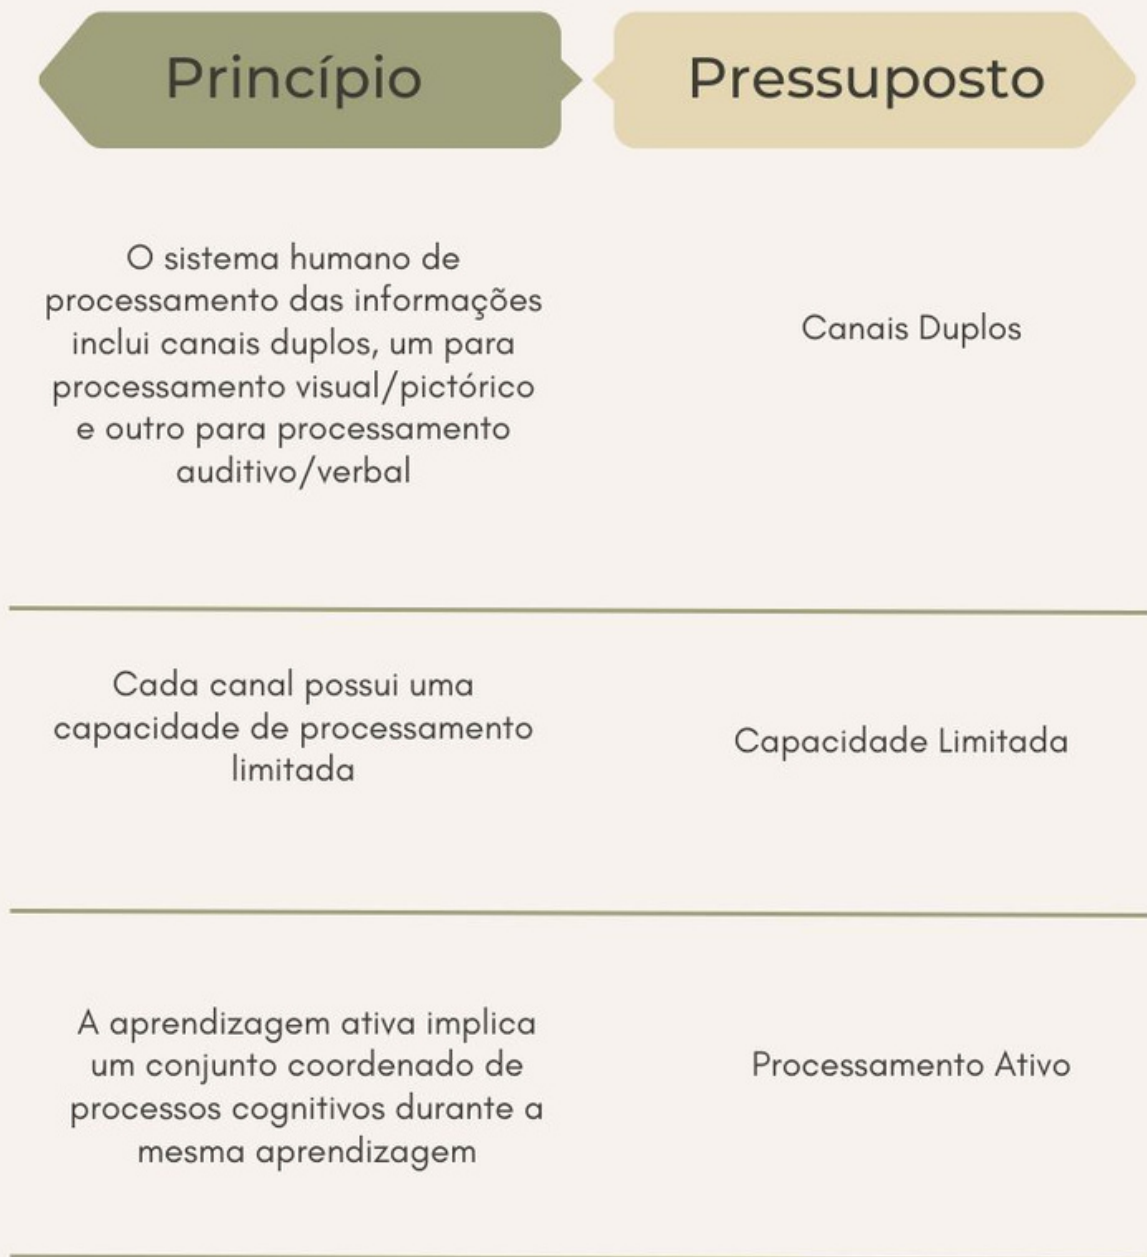 Princípio
Pressuposto
O sistema humano de
processamento das informações
inclui canais duplos, um para
processamento visual/pictórico
e outro para processamento
auditivo/verbal
Canais Duplos
Cada canal possui uma
capacidade de processamento
limitada
Capacidade Limitada
A aprendizagem ativa implica
um conjunto coordenado de
processos cognitivos durante a
mesma aprendizagem
Processamento Ativo